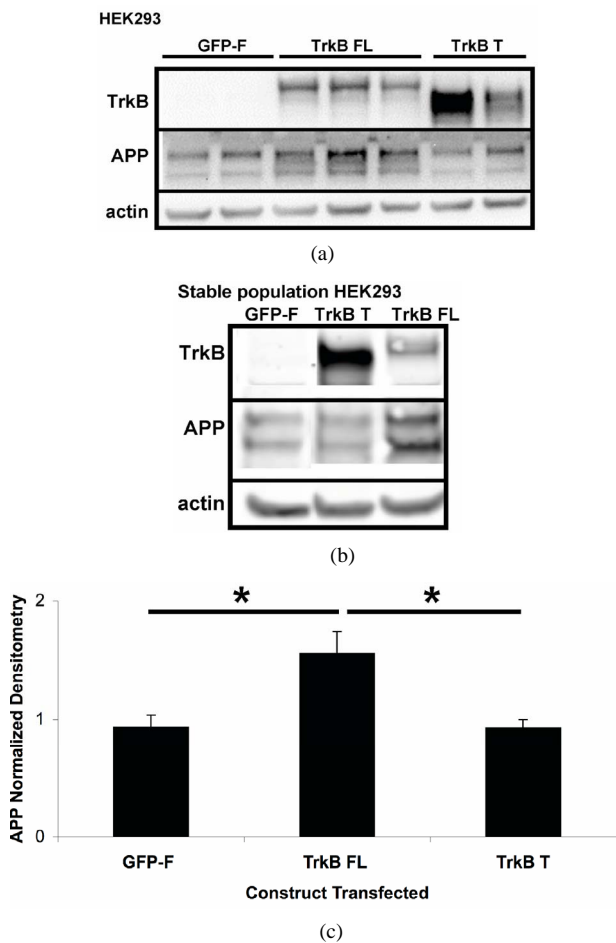 HEK293
GFP-F TrkB FL TrkB T
TrkB
APP
actin
(a)
Stable population HEK293
GFP-F TrkB T TrkB FL
TrkB
APP
actin
(b)
2
* *
1
0
APP Normalized Densitometry
GFP-F TrkB FL TrkB T
Construct Transfected
(c)